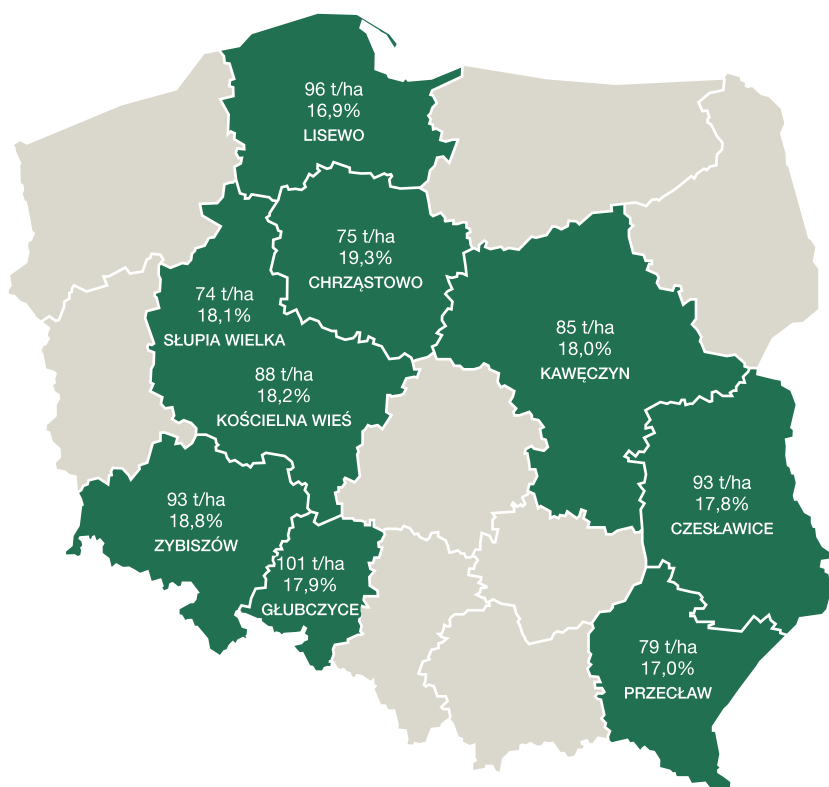 96 t/ha
16,9%
LISEWO
75 t/ha
19,3%
CHRZĄSTOWO
74 t/ha
18,1%
SŁUPIA WIELKA
88 t/ha
18,2%
KOŚCIELNA WIEŚ
85 t/ha
18,0%
KAWĘCZYN
93 t/ha
18,8%
ZYBISZÓW
101 t/ha
17,9%
GŁUBCZYCE
93 t/ha
17,8%
CZESŁAWICE
79 t/ha
17,0%
PRZECŁAW